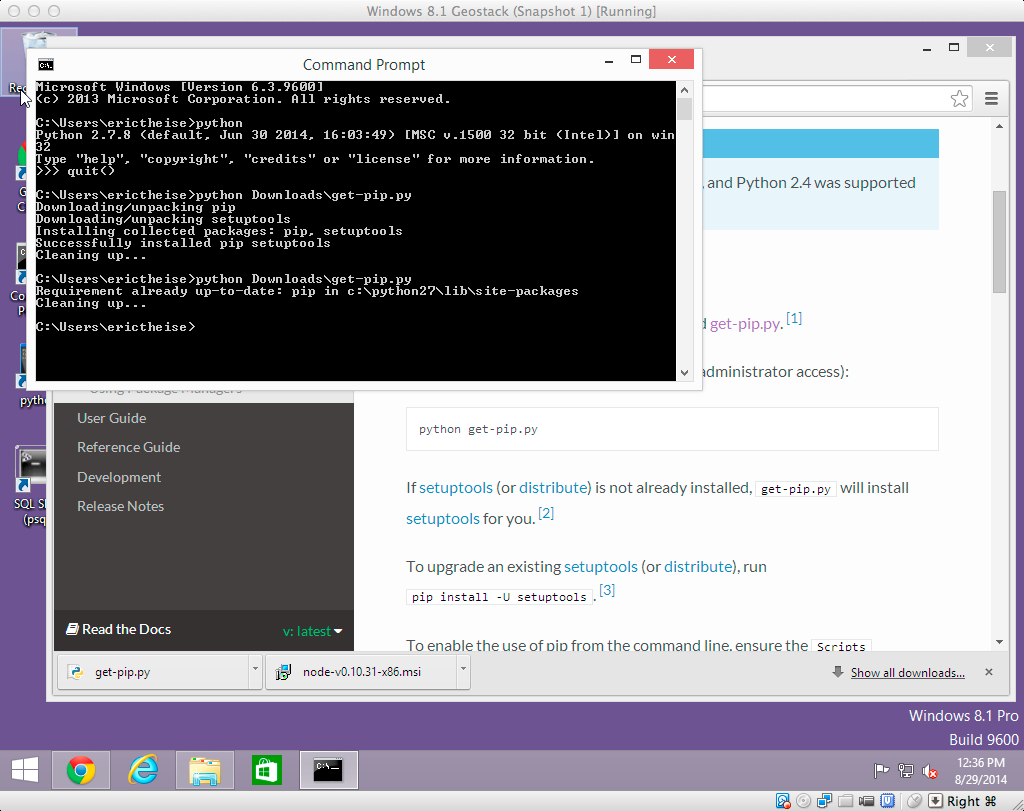 Windows 8.1 Geostack (Snapshot 1) [Running]
Command Prompt
Microsoft Windows [Version 6.3.9600]
(c) 2013 Microsoft Corporation. All rights reserved.
C:\Users\erictheise>python
Python 2.7.8 (default, Jun 30 2014, 16:03:49) [MSC v.1500 32 bit (Intel)] on win
32
Type "help", "copyright", "credits" or "license" for more information.
>>> quit()
C:\Users\erictheise>python Downloads\get-pip.py
Downloading/unpacking pip
Downloading/unpacking setuptools
Installing collected packages: pip, setuptools
Successfully installed pip setuptools
Cleaning up...
C:\Users\erictheise>python Downloads\get-pip.py
Requirement already up-to-date: pip in c:\python27\lib\site-packages
Cleaning up...
C:\Users\erictheise>
, and Python 2.4 was supported
get-pip.py. [1]
administrator access):
python get-pip.py
If setuptools (or distribute) is not already installed, get-pip.py will install
setuptools for you. [2]
To upgrade an existing setuptools (or distribute), run
pip install -U setuptools . [3]
To enable the use of pip from the command line, ensure the Scripts
Using Package Managers
User Guide
Reference Guide
Development
Release Notes
Read the Docs
v: latest
pytho
SQL S
(psq
get-pip.py
node-v0.10.31-x86.msi
Show all downloads...
Windows 8.1 Pro
Build 9600
12:36 PM
8/29/2014
Right ⌘